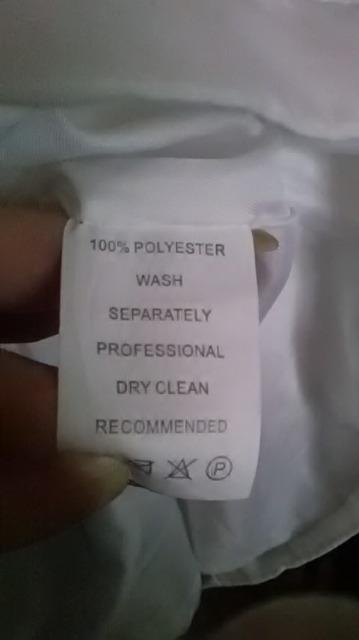 100% POLYESTER
WASH
SEPARATELY
PROFESSIONAL
DRY CLEAN
RECOMMENDED
P